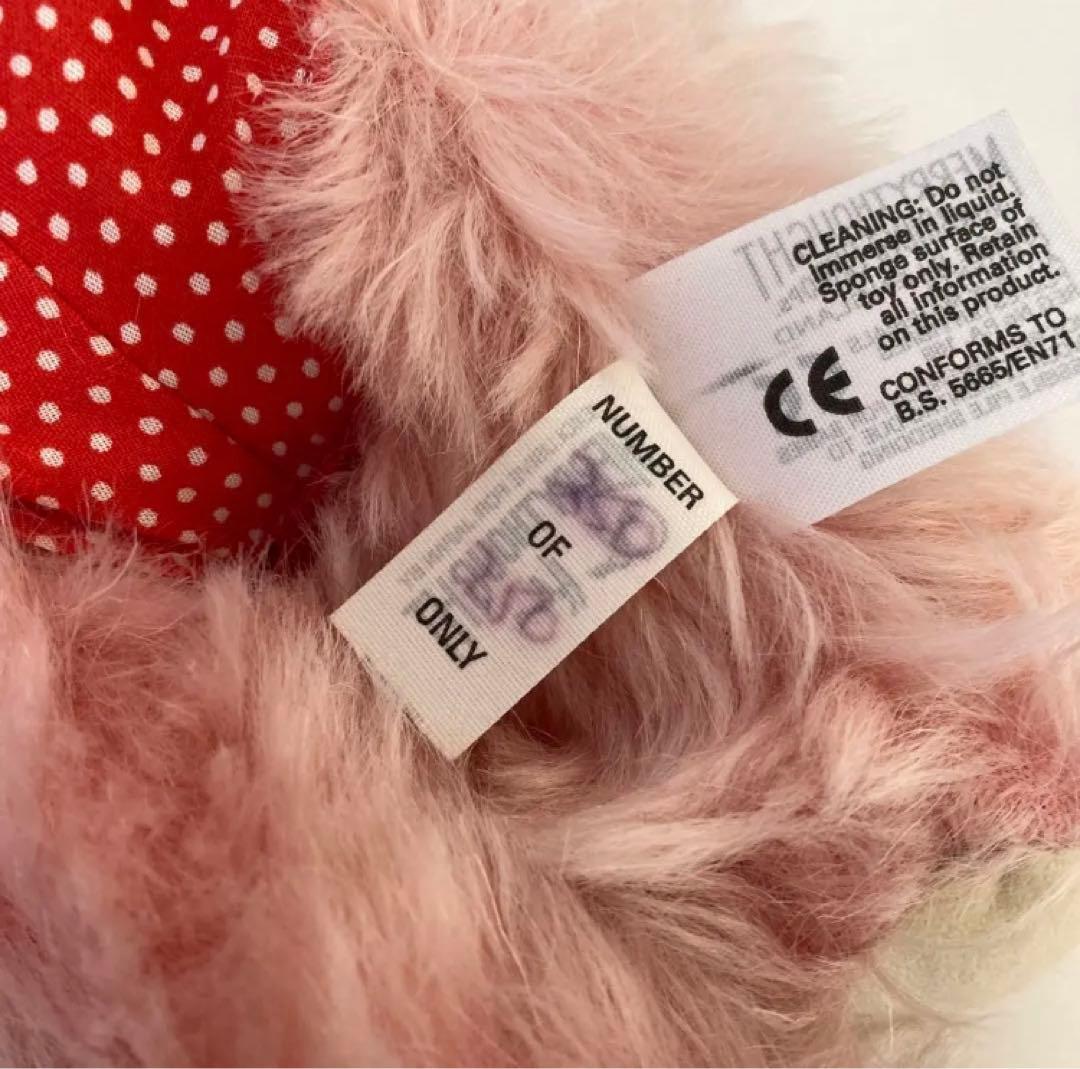 CLEANING: Do not
immerse in liquid.
Sponge surface of
toy only. Retain
all information
on this product.
CE
CONFORMS TO
B.S. 5665/EN71
NUMBER
OF
250
ONLY